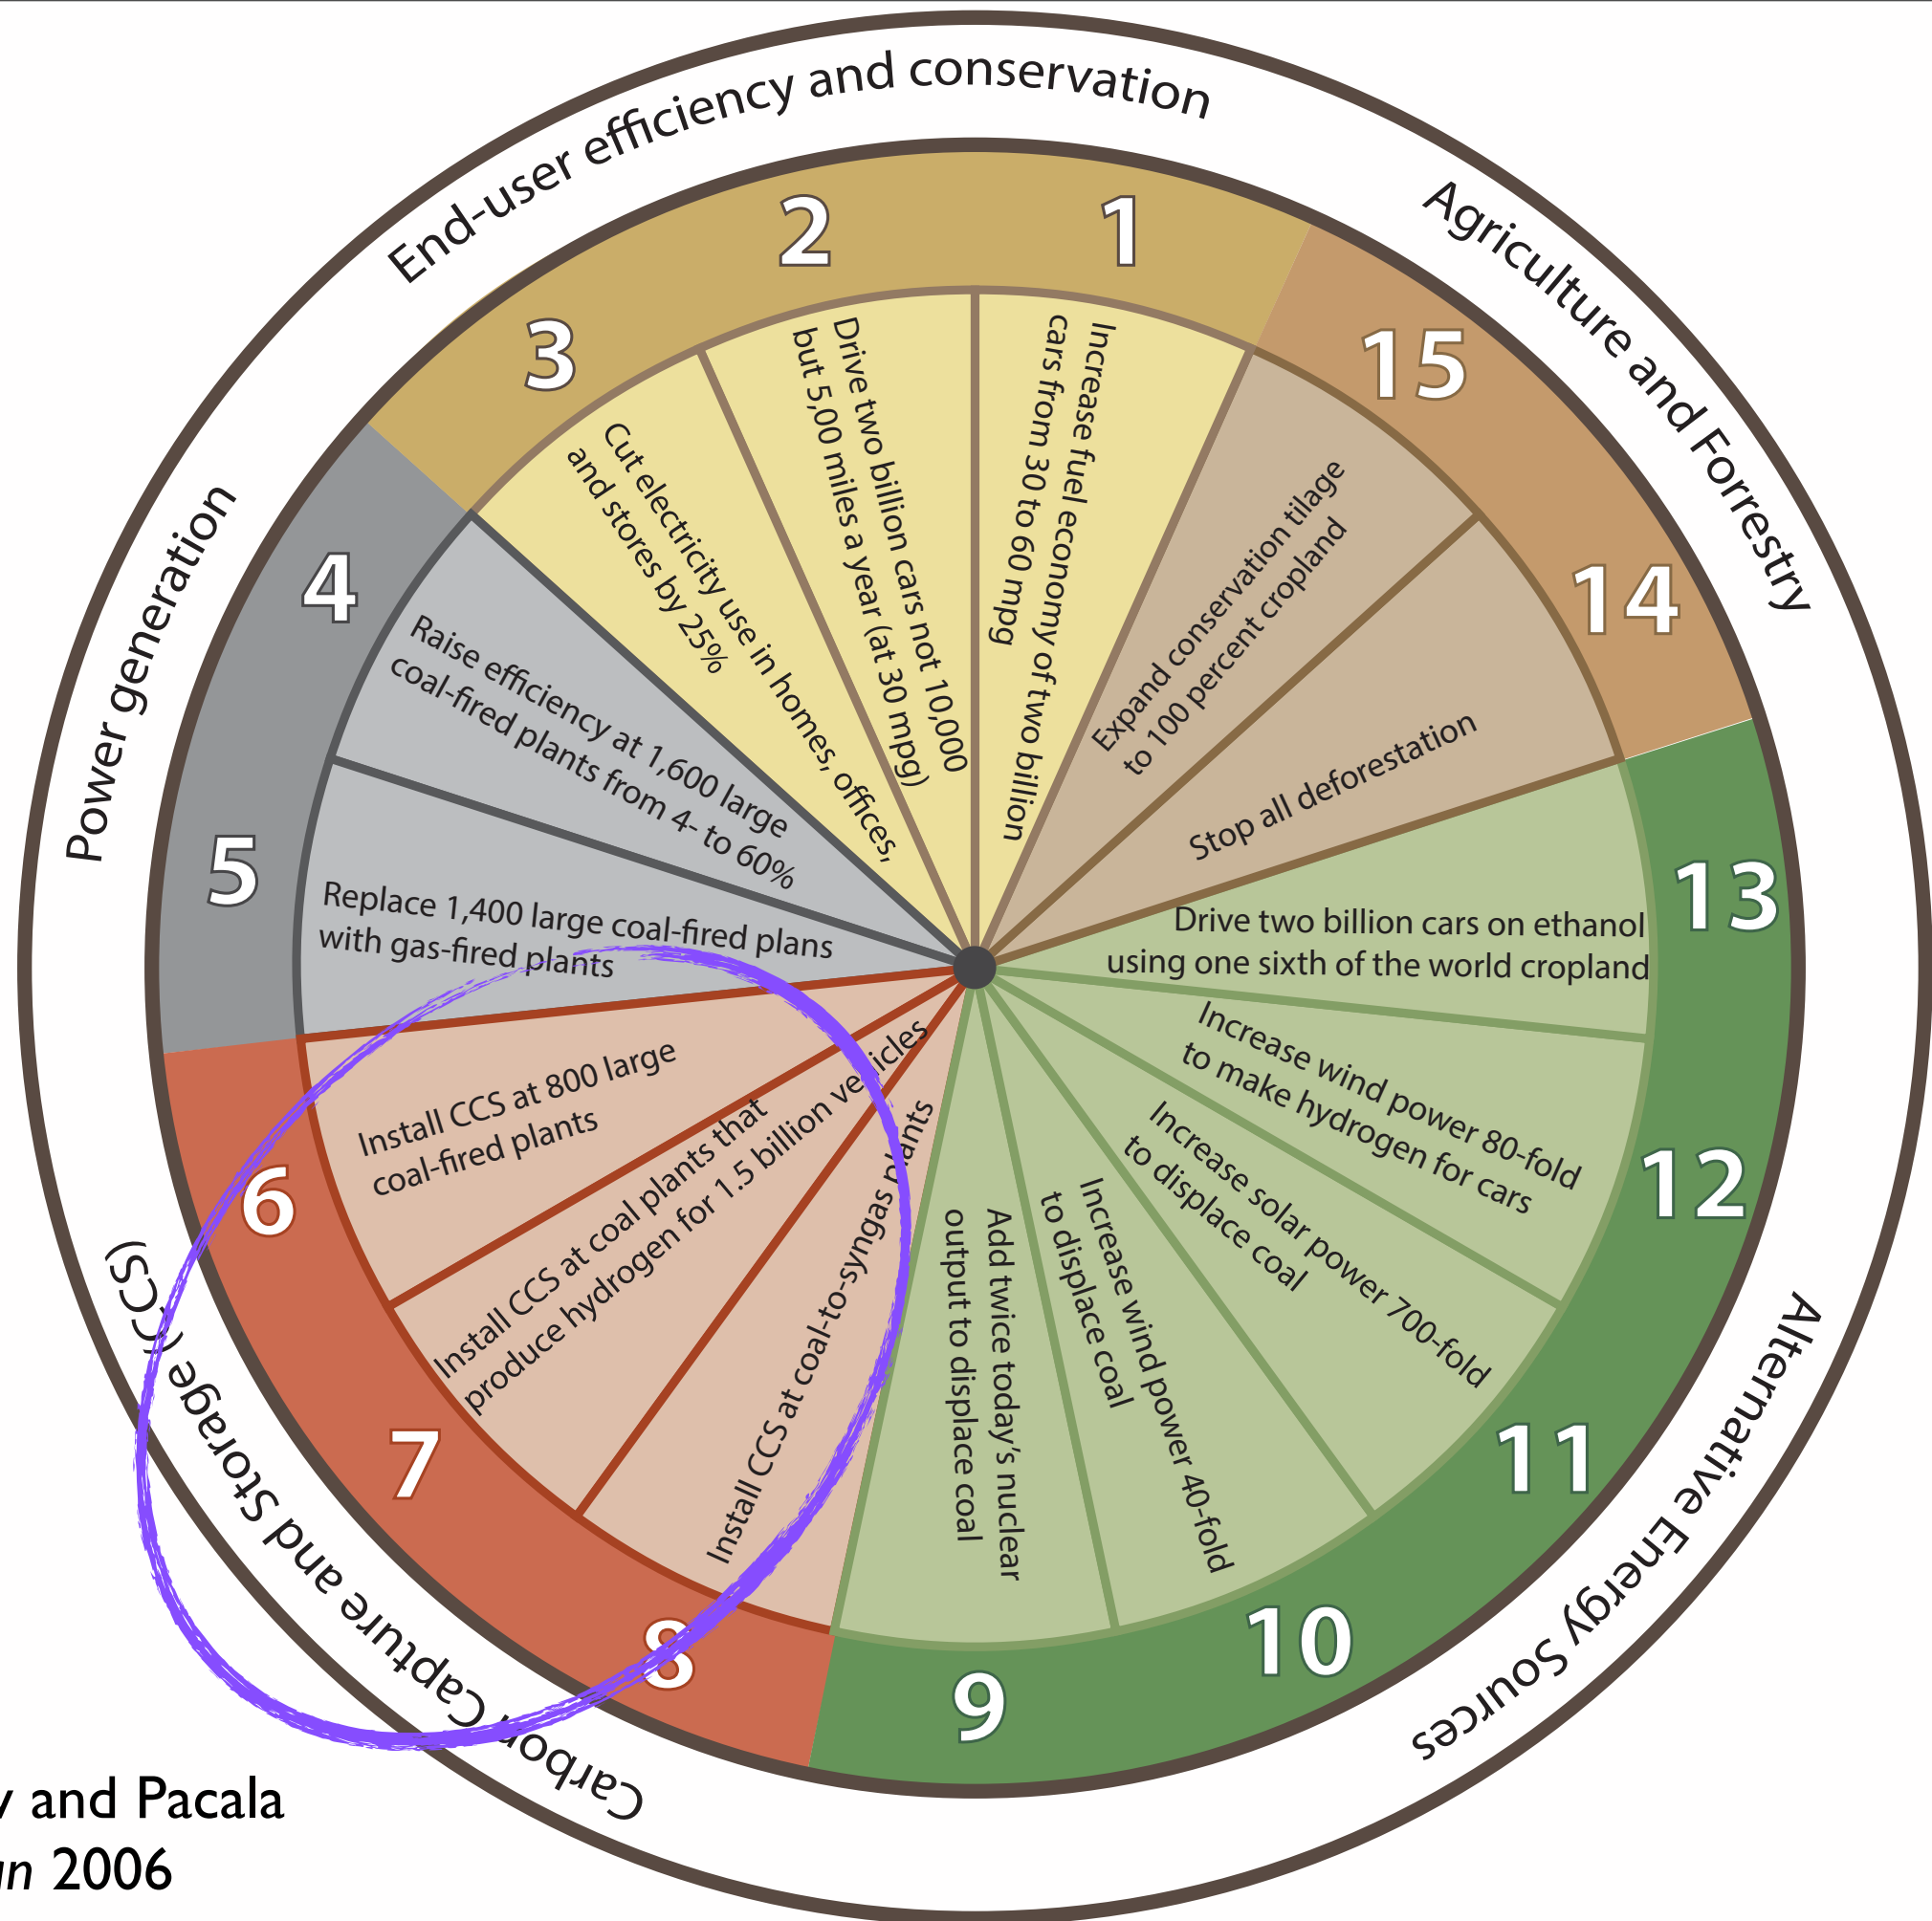 End-user efficiency and conservation
1
Increase fuel economy of two billion
cars from 30 to 60 mpg
2
Drive two billion cars not 10,000
but 5,00 miles a year (at 30 mpg)
3
Cut electricity use in homes, offices,
and stores by 25%
Power generation
4
Raise efficiency at 1,600 large
coal-fired plants from 4- to 60%
5
Replace 1,400 large coal-fired plans
with gas-fired plants
Carbon Capture and Storage (CCS)
6
Install CCS at 800 large
coal-fired plants
7
Install CCS at coal plants that
produce hydrogen for 1.5 billion vehicles
8
Install CCS at coal-to-syngas plants
Alternative Energy Sources
9
Add twice today's nuclear
output to displace coal
10
Increase wind power 40-fold
to displace coal
11
Increase solar power 700-fold
to displace coal
12
Increase wind power 80-fold
to make hydrogen for cars
13
Drive two billion cars on ethanol
using one sixth of the world cropland
Agriculture and Forrestry
14
Stop all deforestation
15
Expand conservation tilage
to 100 percent cropland
and Pacala
2006